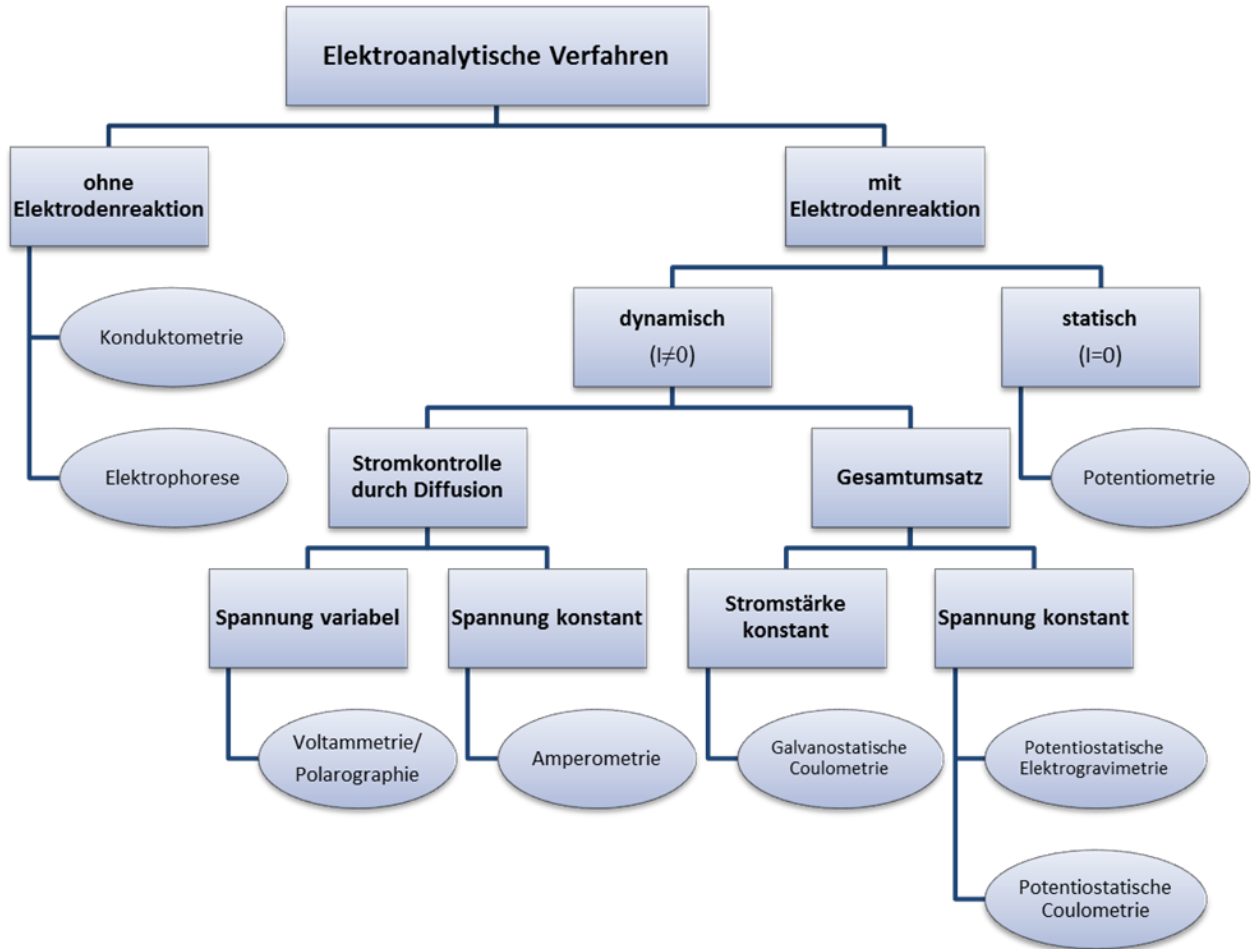 Elektroanalytische Verfahren
ohne
Elektrodenreaktion
mit
Elektrodenreaktion
Konduktometrie
Elektrophorese
dynamisch
(I≠0)
statisch
(I=0)
Potentiometrie
Stromkontrolle
durch Diffusion
Gesamtumsatz
Spannung variabel
Spannung konstant
Stromstärke
konstant
Spannung konstant
Voltammetrie/
Polarographie
Amperometrie
Galvanostatische
Coulometrie
Potentiostatische
Elektrogravimetrie
Potentiostatische
Coulometrie